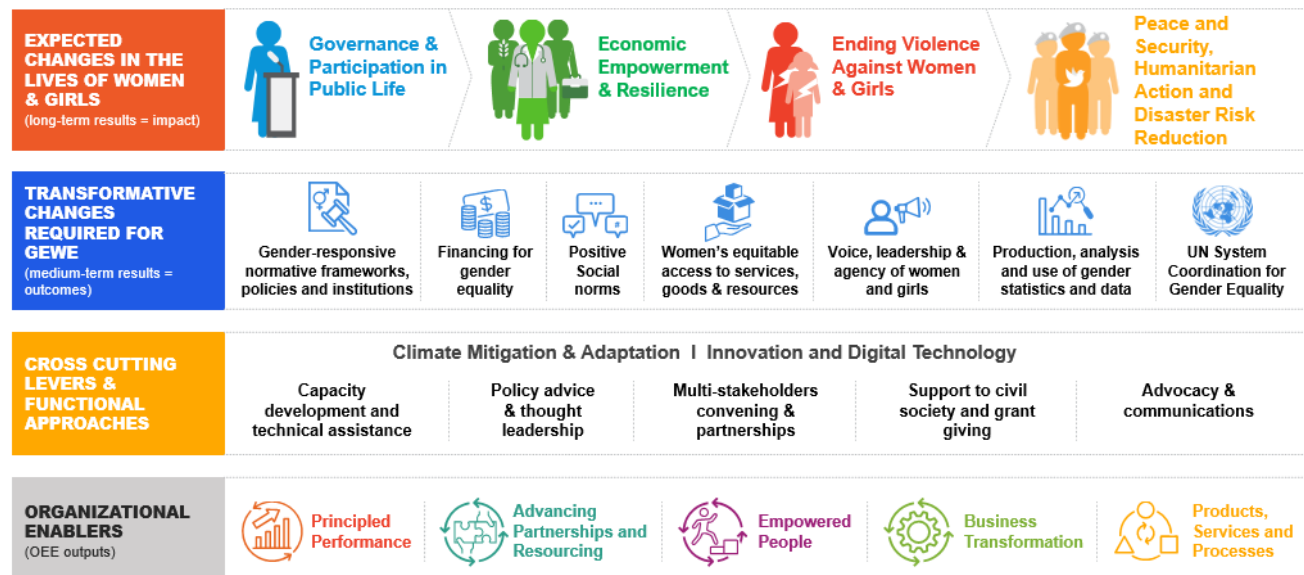 EXPECTED
CHANGES IN THE
LIVES OF WOMEN
& GIRLS
(long-term results = impact)
Governance &
Participation in
Public Life
Economic
Empowerment
& Resilience
Ending Violence
Against Women
& Girls
Peace and
Security,
Humanitarian
Action and
Disaster Risk
Reduction
TRANSFORMATIVE
CHANGES
REQUIRED FOR
GEWE
(medium-term results =
outcomes)
Gender-responsive
normative frameworks,
policies and institutions
$
Financing for
gender
equality
Positive
Social
norms
Women's equitable
access to services,
goods & resources
Voice, leadership &
agency of women
and girls
Production, analysis
and use of gender
statistics and data
UN System
Coordination for
Gender Equality
CROSS CUTTING
LEVERS &
FUNCTIONAL
APPROACHES
Climate Mitigation & Adaptation I Innovation and Digital Technology
Capacity
development and
technical assistance
Policy advice
& thought
leadership
Multi-stakeholders
convening &
partnerships
Support to civil
society and grant
giving
Advocacy &
communications
ORGANIZATIONAL
ENABLERS
(OEE outputs)
Principled
Performance
Advancing
Partnerships and
Resourcing
Empowered
People
Business
Transformation
Products,
Services and
Processes